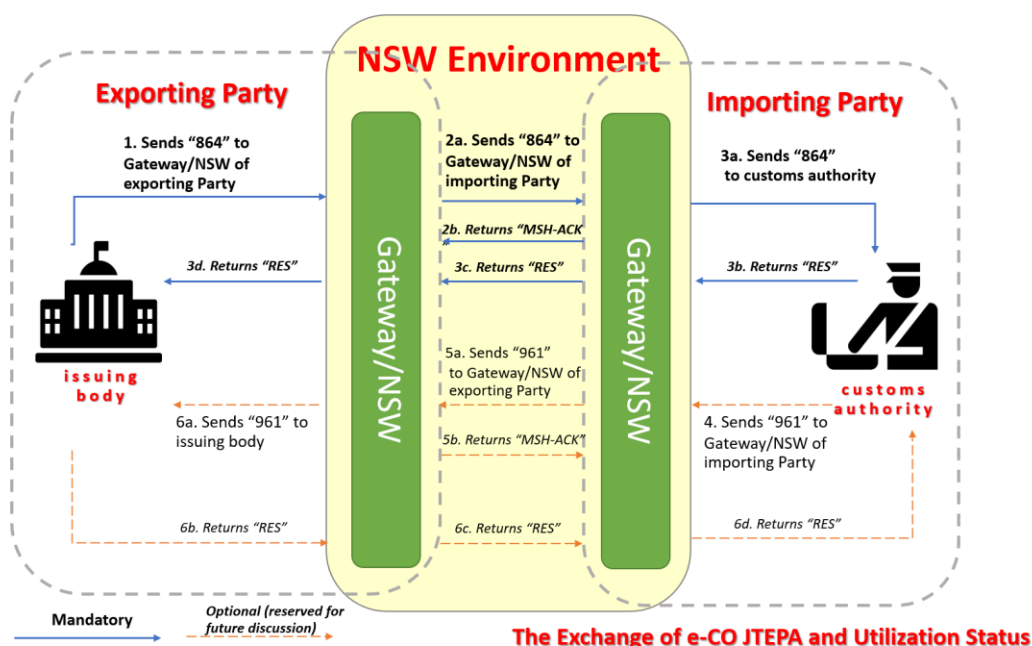 NSW Environment
Exporting Party
Importing Party
1. Sends “864” to
Gateway/NSW of
exporting Party
2a. Sends “864” to
Gateway/NSW of
importing Party
3a. Sends “864”
to customs authority
2b. Returns “MSH-ACK
”
3d. Returns “RES”
3c. Returns “RES”
3b. Returns “RES”
Gateway/NSW
Gateway/NSW
issuing
body
customs
authority
5a. Sends “961”
to Gateway/NSW of
exporting Party
6a. Sends “961” to
issuing body
4. Sends “961” to
Gateway/NSW of
importing Party
5b. Returns “MSH-ACK”
6b. Returns “RES”
6c. Returns “RES”
6d. Returns “RES”
Mandatory
Optional (reserved for
future discussion)
The Exchange of e-CO JTEPA and Utilization Status